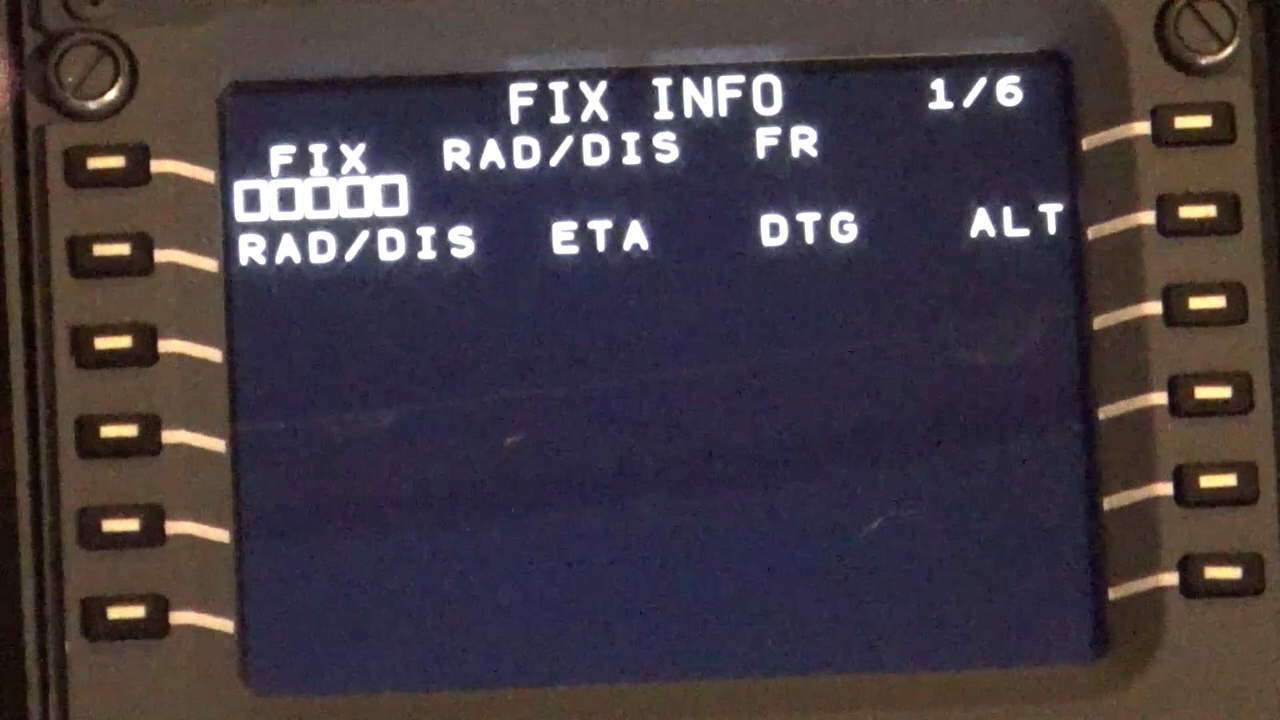 FIX INFO 1/6
FIX RAD/DIS FR
□□□□□
RAD/DIS ETA DTG ALT